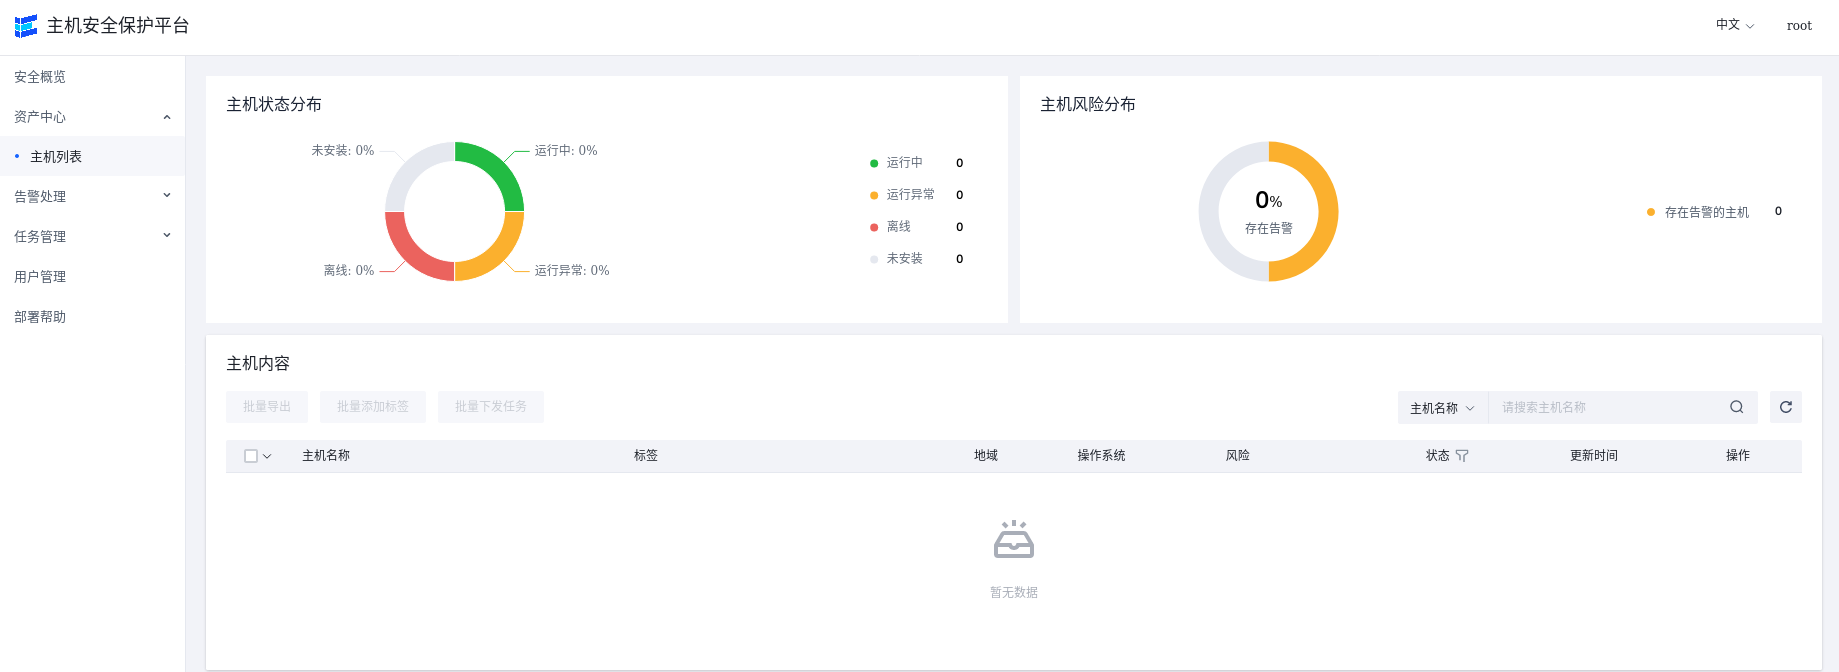 主机安全保护平台
中文
root
安全概览
资产中心
主机列表
告警处理
任务管理
用户管理
部署帮助
主机状态分布
未安装: 0%
运行中: 0%
离线: 0%
运行异常: 0%
运行中 0
运行异常 0
离线 0
未安装 0
主机风险分布
0%
存在告警
存在告警的主机 0
主机内容
批量导出 批量添加标签 批量下发任务
主机名称 请搜索主机名称
主机名称 标签 地域 操作系统 风险 状态 更新时间 操作
暂无数据